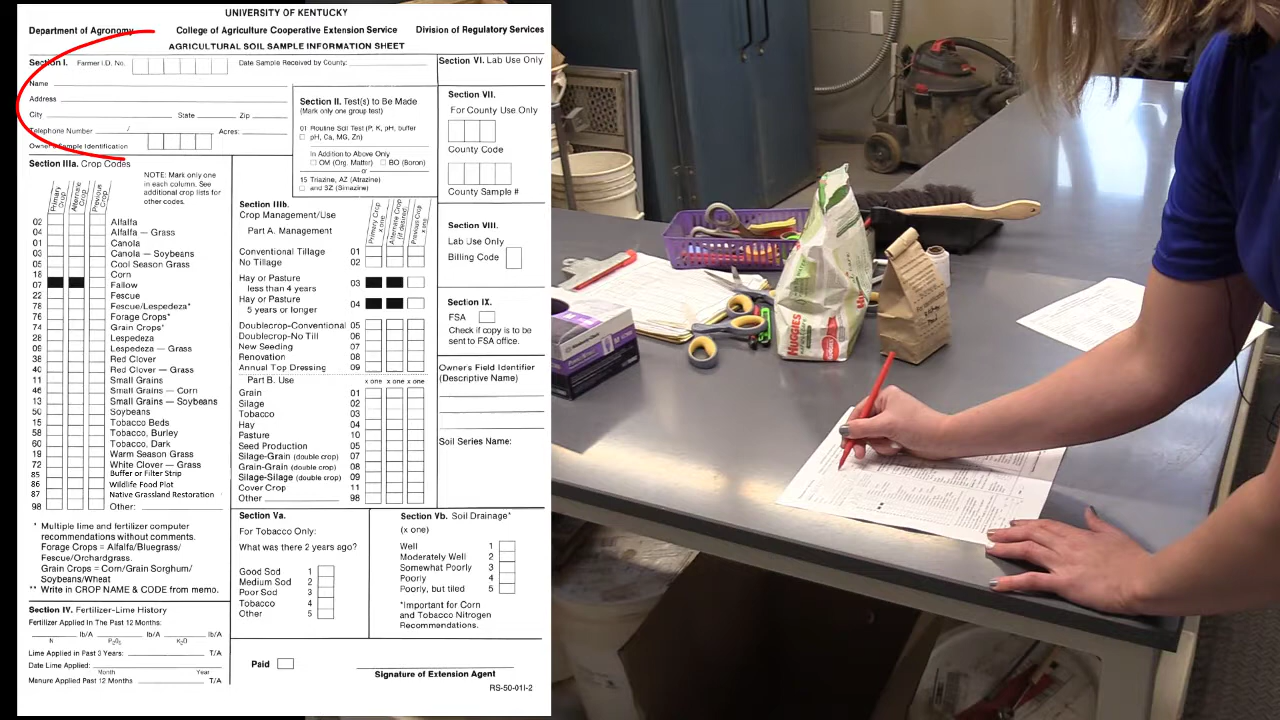 UNIVERSITY OF KENTUCKY
Department of Agronomy College of Agriculture Cooperative Extension Service Division of Regulatory Services
AGRICULTURAL SOIL SAMPLE INFORMATION SHEET
Section I. Farmer I.D. No. Date Sample Received by County:
Name
Address
City State Zip
Telephone Number / Acres:
Owner's Sample Identification
Section II. Test(s) to Be Made
(Mark only one group test)
01 Routine Soil Test (P, K, pH, buffer
pH, Ca, MG, Zn)
In Addition to Above Only
OM (Org. Matter) BO (Boron)
or
15 Triazine, AZ (Atrazine)
and SZ (Simazine)
Section VI. Lab Use Only
Section VII.
For County Use Only
County Code
County Sample #
Section VIII.
Lab Use Only
Billing Code
Section IX.
FSA
Check if copy is to be
sent to FSA office.
Owner's Field Identifier
(Descriptive Name)
Soil Series Name:
Section IIIa. Crop Codes
Primary Crop
Alternate Crop
Previous Crop
NOTE: Mark only one
in each column. See
additional crop lists for
other codes.
02 Alfalfa
04 Alfalfa — Grass
01 Canola
03 Canola — Soybeans
05 Cool Season Grass
18 Corn
07 Fallow
22 Fescue
78 Fescue/Lespedeza*
76 Forage Crops*
74 Grain Crops*
28 Lespedeza
09 Lespedeza — Grass
38 Red Clover
40 Red Clover — Grass
11 Small Grains
46 Small Grains — Corn
13 Small Grains — Soybeans
50 Soybeans
15 Tobacco Beds
58 Tobacco, Burley
60 Tobacco, Dark
19 Warm Season Grass
72 White Clover — Grass
85 Buffer or Filter Strip
86 Wildlife Food Plot
87 Native Grassland Restoration
98 Other:
* Multiple lime and fertilizer computer
recommendations without comments.
Forage Crops = Alfalfa/Bluegrass/
Fescue/Orchardgrass.
Grain Crops = Corn/Grain Sorghum/
Soybeans/Wheat
** Write in CROP NAME & CODE from memo.
Section IIIb.
Crop Management/Use
Part A. Management
Primary Crop x one
Alternate Crop (if desired)
Previous Crop x one
Conventional Tillage 01
No Tillage 02
Hay or Pasture 03
less than 4 years
Hay or Pasture 04
5 years or longer
Doublecrop-Conventional 05
Doublecrop-No Till 06
New Seeding 07
Renovation 08
Annual Top Dressing 09
Part B. Use x one x one x one
Grain 01
Silage 02
Tobacco 03
Hay 04
Pasture 10
Seed Production 05
Silage-Grain (double crop) 07
Grain-Grain (double crop) 08
Silage-Silage (double crop) 09
Cover Crop 11
Other 98
Section IV. Fertilizer-Lime History
Fertilizer Applied In The Past 12 Months:
lb/A lb/A lb/A
N P2O5 K2O
Lime Applied in Past 3 Years: T/A
Date Lime Applied:
Month Year
Manure Applied Past 12 Months T/A
Section Va.
For Tobacco Only:
What was there 2 years ago?
Good Sod 1
Medium Sod 2
Poor Sod 3
Tobacco 4
Other 5
Section Vb. Soil Drainage*
(x one)
Well 1
Moderately Well 2
Somewhat Poorly 3
Poorly 4
Poorly, but tiled 5
*Important for Corn
and Tobacco Nitrogen
Recommendations.
Paid
Signature of Extension Agent
RS-50-01I-2
HUGGIES